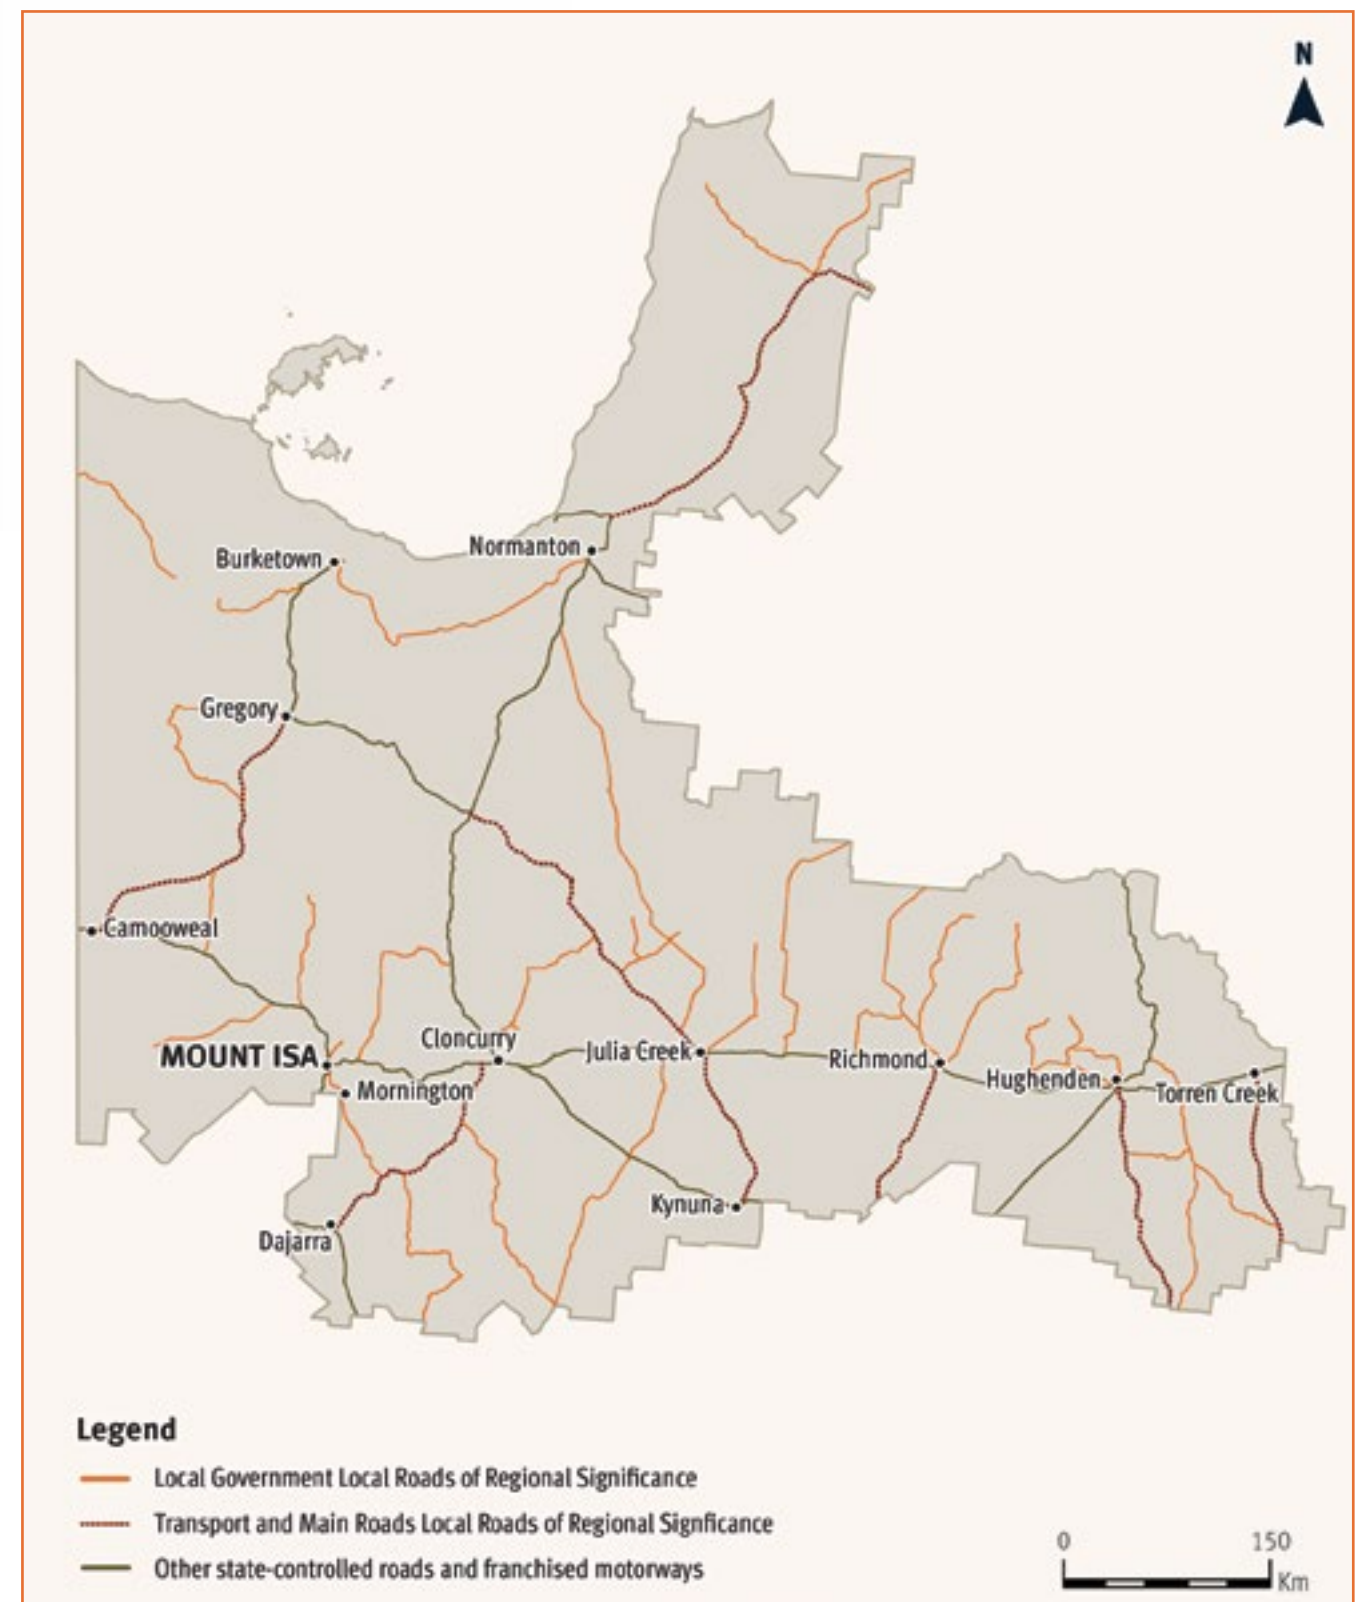 N
Burketown
Normanton
Gregory
Camooweal
MOUNT ISA
Cloncurry
Julia Creek
Richmond
Hughenden
Torren Creek
Mornington
Kynuna
Dajarra
Legend
Local Government Local Roads of Regional Significance
Transport and Main Roads Local Roads of Regional Signficance
Other state-controlled roads and franchised motorways
0 150
Km